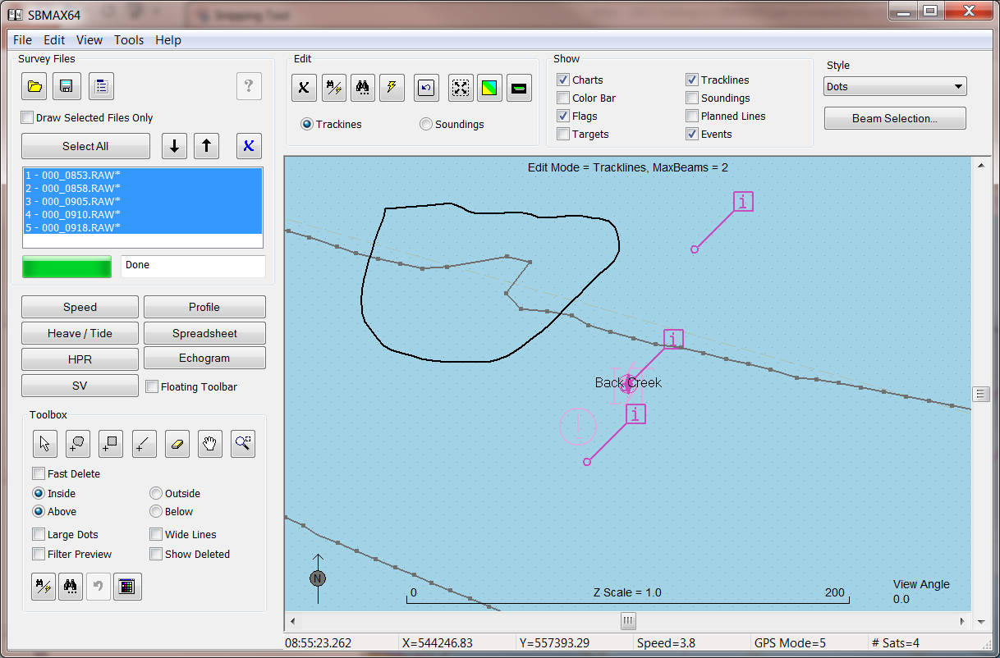 SBMAX64
Snipping Tool
File Edit View Tools Help
Survey Files
?
Draw Selected Files Only
Select All
X
1 - 000_0853.RAW*
2 - 000_0858.RAW*
3 - 000_0905.RAW*
4 - 000_0910.RAW*
5 - 000_0918.RAW*
Done
Speed Profile
Heave / Tide Spreadsheet
HPR Echogram
SV Floating Toolbar
Toolbox
Fast Delete
Inside Outside
Above Below
Large Dots Wide Lines
Filter Preview Show Deleted
Edit
X
Trackines Soundings
Show
Charts Tracklines
Color Bar Soundings
Flags Planned Lines
Targets Events
Style
Dots
Beam Selection...
Edit Mode = Tracklines, MaxBeams = 2
i
i
Back Creek
i
N
0 Z Scale = 1.0 200
View Angle
0.0
08:55:23.262 X=544246.83 Y=557393.29 Speed=3.8 GPS Mode=5 # Sats=4